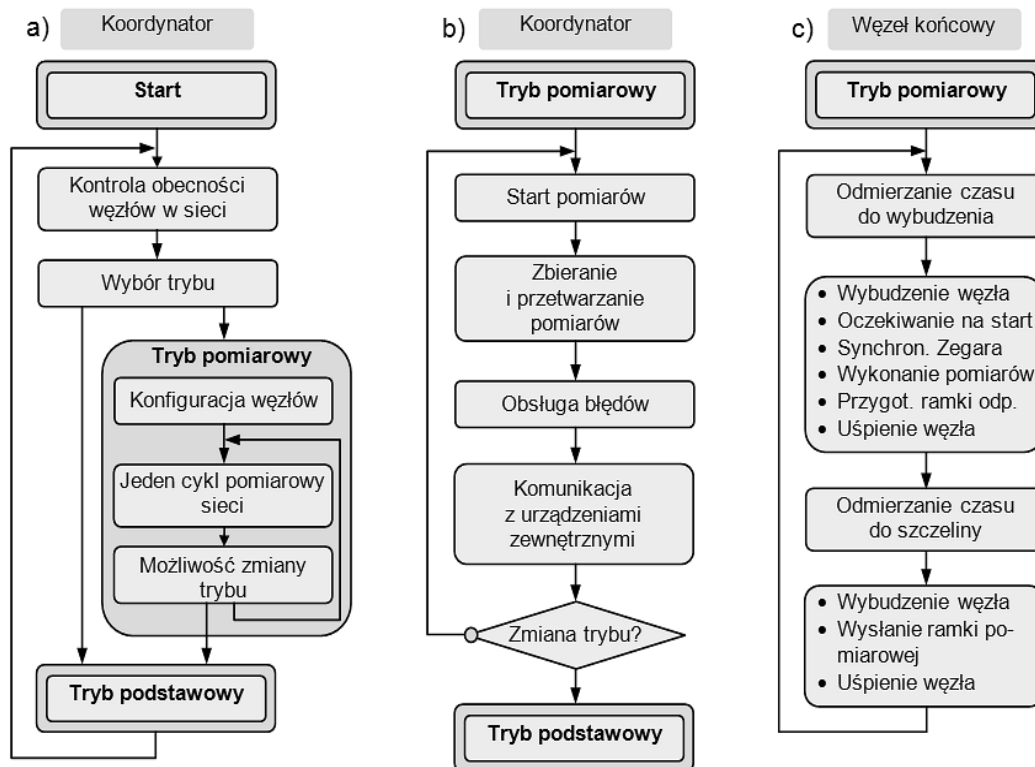 a)
Koordynator
Start
Kontrola obecności
węzłów w sieci
Wybór trybu
Tryb pomiarowy
Konfiguracja węzłów
Jeden cykl pomiarowy
sieci
Możliwość zmiany
trybu
Tryb podstawowy
b)
Koordynator
Tryb pomiarowy
Start pomiarów
Zbieranie
i przetwarzanie
pomiarów
Obsługa błędów
Komunikacja
z urządzeniami
zewnętrznymi
Zmiana trybu?
Tryb podstawowy
c)
Węzeł końcowy
Tryb pomiarowy
Odmierzanie czasu
do wybudzenia
• Wybudzenie węzła
• Oczekiwanie na start
• Synchron. Zegara
• Wykonanie pomiarów
• Przygot. ramki odp.
• Uśpienie węzła
Odmierzanie czasu
do szczeliny
• Wybudzenie węzła
• Wysłanie ramki po-
miarowej
• Uśpienie węzła